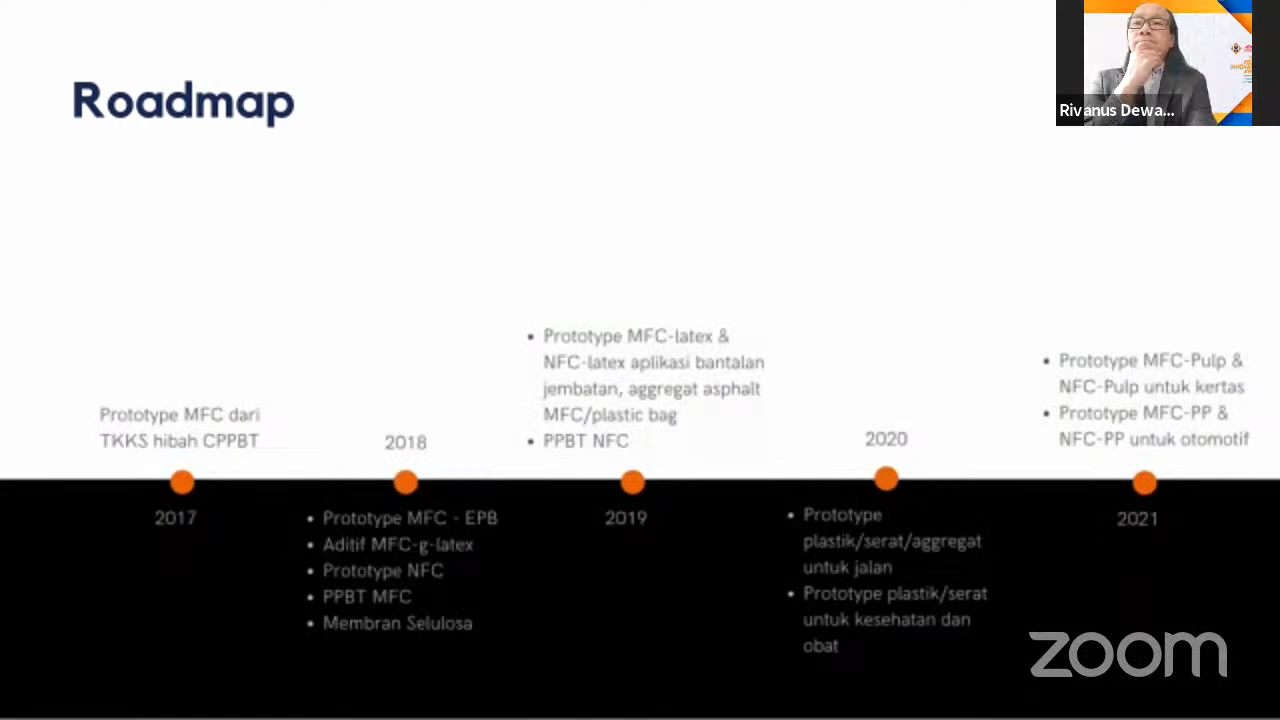 Roadmap
Rivanus Dewa...
Prototype MFC dari
TKKS hibah CPPBT
2017
2018
• Prototype MFC - EPB
• Aditif MFC-g-latex
• Prototype NFC
• PPBT MFC
• Membran Selulosa
• Prototype MFC-latex &
NFC-latex aplikasi bantalan
jembatan, aggregat asphalt
MFC/plastic bag
• PPBT NFC
2019
2020
• Prototype
plastik/serat/aggregat
untuk jalan
• Prototype plastik/serat
untuk kesehatan dan
obat
• Prototype MFC-Pulp &
NFC-Pulp untuk kertas
• Prototype MFC-PP &
NFC-PP untuk otomotif
2021
zoom